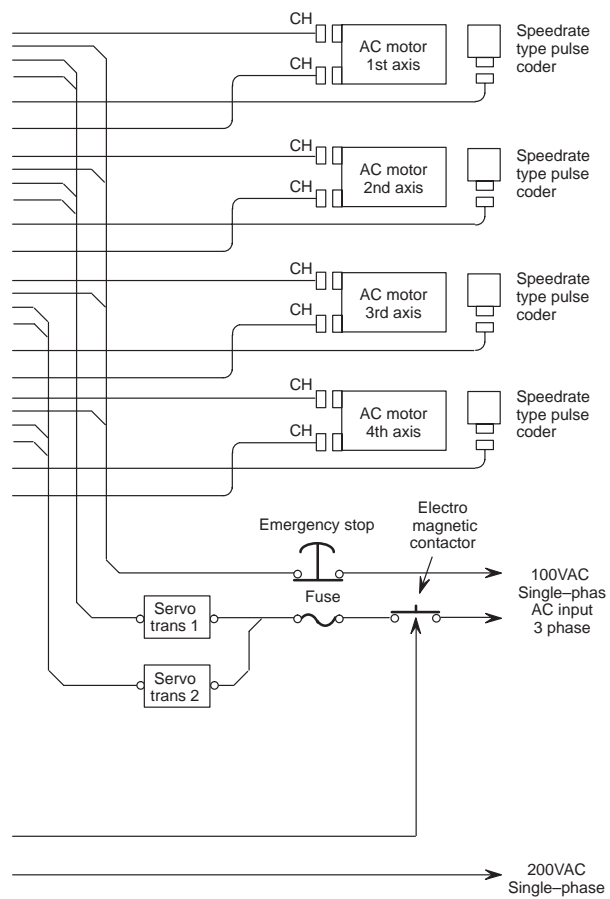 CH
AC motor
1st axis
CH
Speedrate
type pulse
coder
CH
AC motor
2nd axis
CH
Speedrate
type pulse
coder
CH
AC motor
3rd axis
CH
Speedrate
type pulse
coder
CH
AC motor
4th axis
CH
Speedrate
type pulse
coder
Emergency stop
Electro
magnetic
contactor
Fuse
100VAC
Single–phas
AC input
3 phase
Servo
trans 1
Servo
trans 2
200VAC
Single–phase